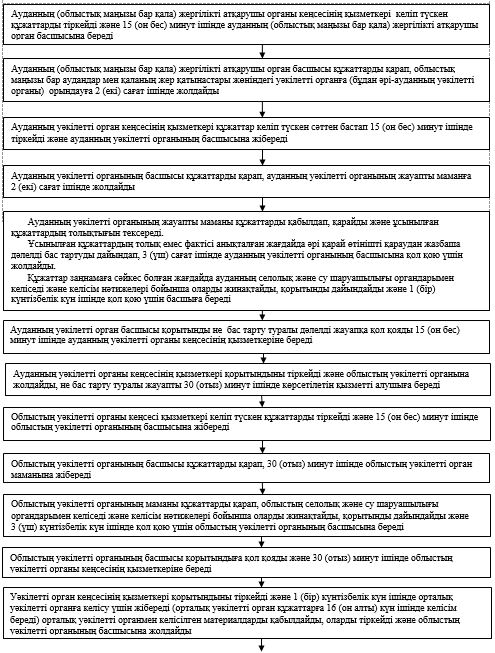 Ауданның (облыстық маңызы бар қала) жергілікті атқарушы органы кеңсесінің қызметкері келіп түскен
құжаттарды тіркейді және 15 (он бес) минут ішінде ауданның (облыстық маңызы бар қала) жергілікті атқарушы
орган басшысына береді
Ауданның (облыстық маңызы бар қала) жергілікті атқарушы орган басшысы құжаттарды қарап, облыстық
маңызы бар аудандар мен қаланың жер қатынастары жөніндегі уәкілетті органға (бұдан әрі-ауданның уәкілетті
органы) орындауға 2 (екі) сағат ішінде жолдайды
Ауданның уәкілетті орган кеңсесінің қызметкері құжаттар келіп түскен сәттен бастап 15 (он бес) минут ішінде
тіркейді және ауданның уәкілетті органының басшысына жібереді
Ауданның уәкілетті органының басшысы құжаттарды қарап, ауданның уәкілетті органының жауапты маманға
2 (екі) сағат ішінде жолдайды
Ауданның уәкілетті органының жауапты маманы құжаттарды қабылдап, қарайды және ұсынылған
құжаттардың толықтығын тексереді.
Ұсынылған құжаттардың толық емес фактісі анықталған жағдайда әрі қарай өтінішті қараудан жазбаша
дәлелді бас тартуды дайындап, 3 (үш) сағат ішінде ауданның уәкілетті органының басшысына қол қою үшін
жолдайды.
Құжаттар заңнамаға сәйкес болған жағдайда ауданның селолық және су шаруашылығы органдарымен
келіседі және келісім нәтижелері бойынша оларды жинақтайды, қорытынды дайындайды және 1 (бір)
күнтізбелік күн ішінде қол қою үшін басшыға береді
Ауданның уәкілетті орган басшысы қорытынды не бас тарту туралы дәлелді жауапқа қол қояды 15 (он бес)
минут ішінде ауданның уәкілетті органы кеңсесінің қызметкеріне береді
Ауданның уәкілетті органы кеңсесінің қызметкері қорытындыны тіркейді және облыстың уәкілетті органына
жолдайды, не бас тарту туралы жауапты 30 (отыз) минут ішінде көрсетілетін қызметті алушыға береді
Облыстың уәкілетті органы кеңсесі қызметкері келіп түскен құжаттарды тіркейді және 15 (он бес) минут ішінде
облыстың уәкілетті органының басшысына жібереді
Облыстың уәкілетті органының басшысы құжаттарды қарап, 30 (отыз) минут ішінде облыстың уәкілетті орган
маманына жібереді
Облыстың уәкілетті органының маманы құжаттарды қарап, облыстың селолық және су шаруашылығы
органдарымен келіседі және келісім нәтижелері бойынша оларды жинақтайды, қорытынды дайындайды және
3 (үш) күнтізбелік күн ішінде қол қою үшін облыстың уәкілетті органының басшысына береді
Облыстың уәкілетті органының басшысы қорытындыға қол қояды және 30 (отыз) минут ішінде облыстың
уәкілетті органы кеңсесінің қызметкеріне береді
Уәкілетті орган кеңсесінің қызметкері қорытындыны тіркейді және 1 (бір) күнтізбелік күн ішінде орталық
уәкілетті органға келісу үшін жібереді (орталық уәкілетті орган құжаттарға 16 (он алты) күн ішінде келісім
береді) орталық уәкілетті органмен келісілген материалдарды қабылдайды, оларды тіркейді және облыстың
уәкілетті органының басшысына жолдайды